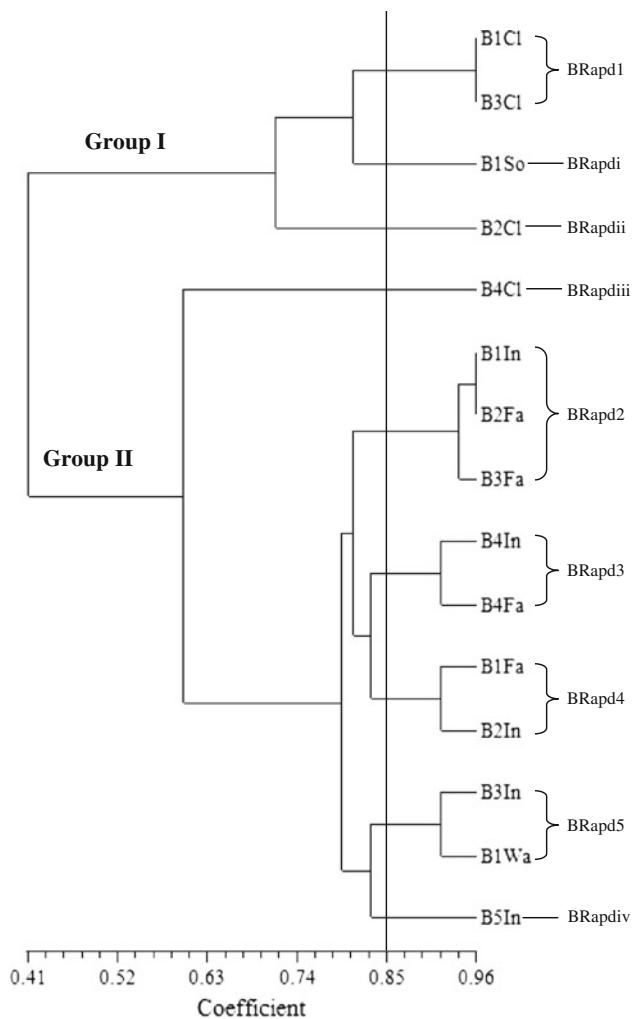 B1Cl
BRapd1
B3Cl
Group I
B1So BRapdi
B2Cl BRapdii
B4Cl BRapdiii
B1In
B2Fa BRapd2
Group II
B3Fa
B4In
BRapd3
B4Fa
B1Fa
BRapd4
B2In
B3In
BRapd5
B1Wa
B5In BRapdiv
0.41 0.52 0.63 0.74 0.85 0.96
Coefficient